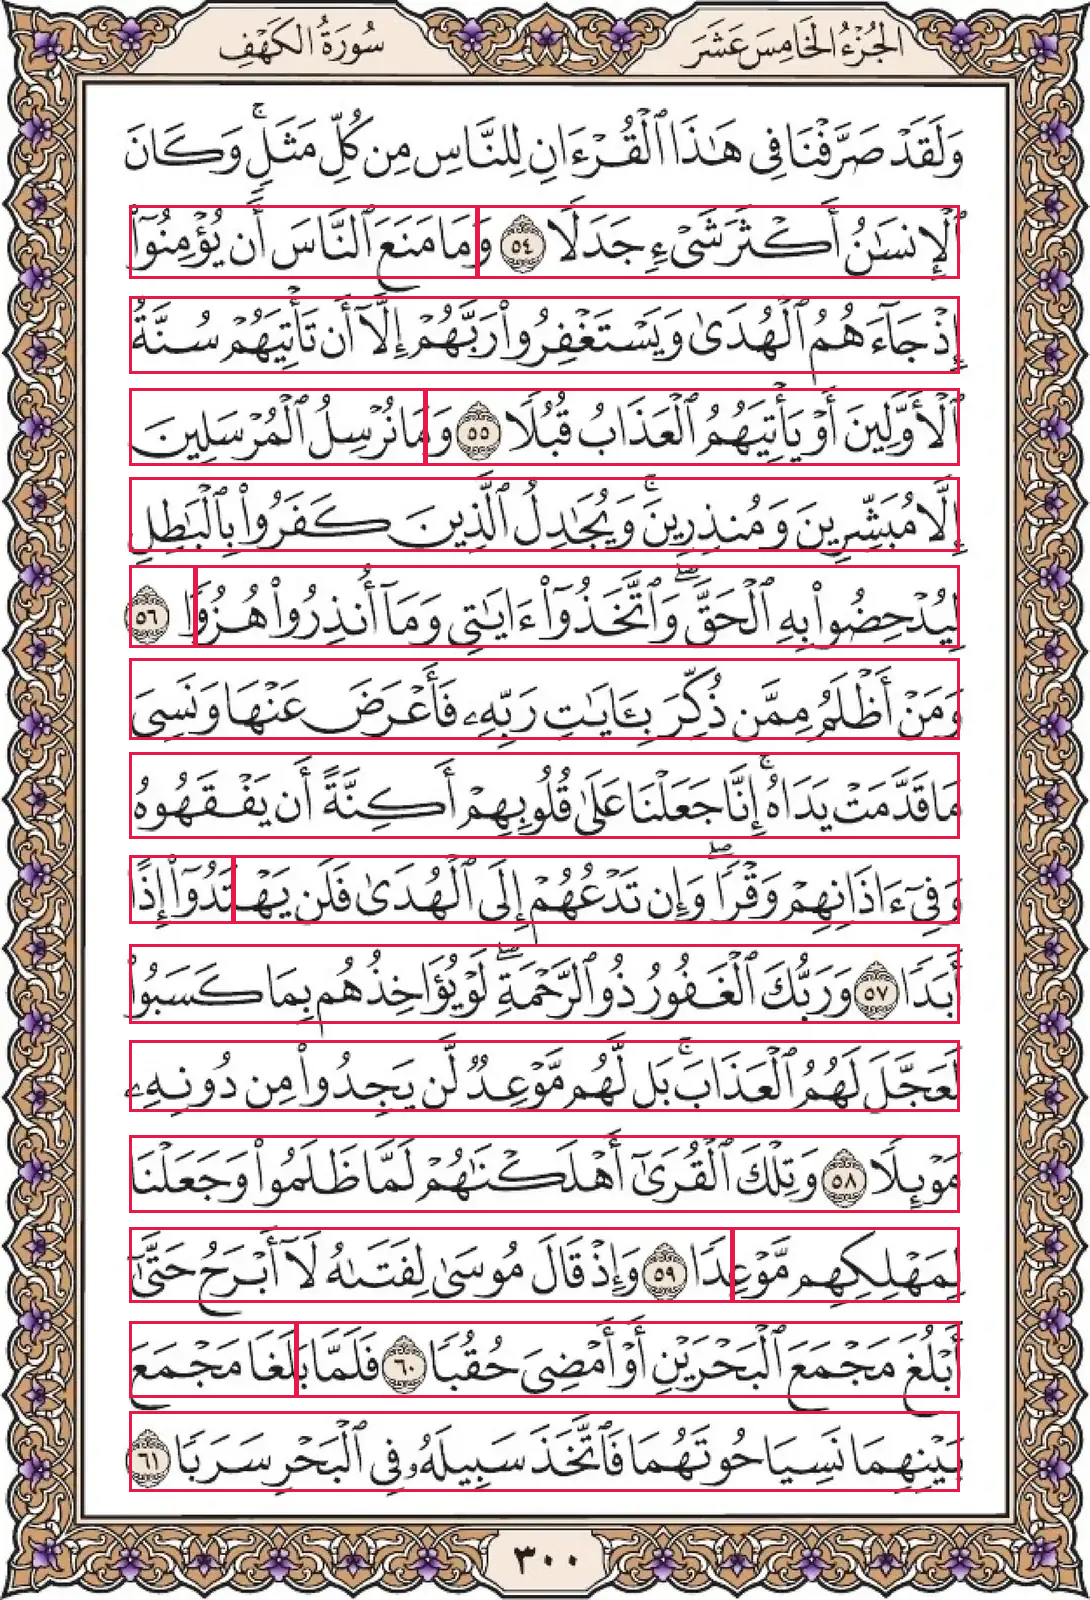 الجزء الخامس عشر
سورة الكهف
وَلَقَدْ صَرَّفْنَا فِى هَـٰذَا ٱلْقُرْءَانِ لِلنَّاسِ مِن كُلِّ مَثَلٍۚ وَكَانَ
ٱلْإِنسَـٰنُ أَكْثَرَ شَىْءٍ جَدَلًا ٥٤ وَمَا مَنَعَ ٱلنَّاسَ أَن يُؤْمِنُوٓا۟
إِذْ جَآءَهُمُ ٱلْهُدَىٰ وَيَسْتَغْفِرُوا۟ رَبَّهُمْ إِلَّآ أَن تَأْتِيَهُمْ سُنَّةُ
ٱلْأَوَّلِينَ أَوْ يَأْتِيَهُمُ ٱلْعَذَابُ قُبُلًا ٥٥ وَمَا نُرْسِلُ ٱلْمُرْسَلِينَ
إِلَّا مُبَشِّرِينَ وَمُنذِرِينَۚ وَيُجَـٰدِلُ ٱلَّذِينَ كَفَرُوا۟ بِٱلْبَـٰطِلِ
لِيُدْحِضُوا۟ بِهِ ٱلْحَقَّۖ وَٱتَّخَذُوٓا۟ ءَايَـٰتِى وَمَآ أُنذِرُوا۟ هُزُوًا ٥٦
وَمَنْ أَظْلَمُ مِمَّن ذُكِّرَ بِـَٔايَـٰتِ رَبِّهِۦ فَأَعْرَضَ عَنْهَا وَنَسِىَ
مَا قَدَّمَتْ يَدَاهُۚ إِنَّا جَعَلْنَا عَلَىٰ قُلُوبِهِمْ أَكِنَّةً أَن يَفْقَهُوهُ
وَفِىٓ ءَاذَانِهِمْ وَقْرًاۖ وَإِن تَدْعُهُمْ إِلَى ٱلْهُدَىٰ فَلَن يَهْتَدُوٓا۟ إِذًا
أَبَدًا ٥٧ وَرَبُّكَ ٱلْغَفُورُ ذُو ٱلرَّحْمَةِۖ لَوْ يُؤَاخِذُهُم بِمَا كَسَبُوا۟
لَعَجَّلَ لَهُمُ ٱلْعَذَابَۚ بَل لَّهُم مَّوْعِدٌ لَّن يَجِدُوا۟ مِن دُونِهِۦ
مَوْئِلًا ٥٨ وَتِلْكَ ٱلْقُرَىٰٓ أَهْلَكْنَـٰهُمْ لَمَّا ظَلَمُوا۟ وَجَعَلْنَا
لِمَهْلِكِهِم مَّوْعِدًا ٥٩ وَإِذْ قَالَ مُوسَىٰ لِفَتَىٰهُ لَآ أَبْرَحُ حَتَّىٰٓ
أَبْلُغَ مَجْمَعَ ٱلْبَحْرَيْنِ أَوْ أَمْضِىَ حُقُبًا ٦٠ فَلَمَّا بَلَغَا مَجْمَعَ
بَيْنِهِمَا نَسِيَا حُوتَهُمَا فَٱتَّخَذَ سَبِيلَهُۥ فِى ٱلْبَحْرِ سَرَبًا ٦١
٣٠٠